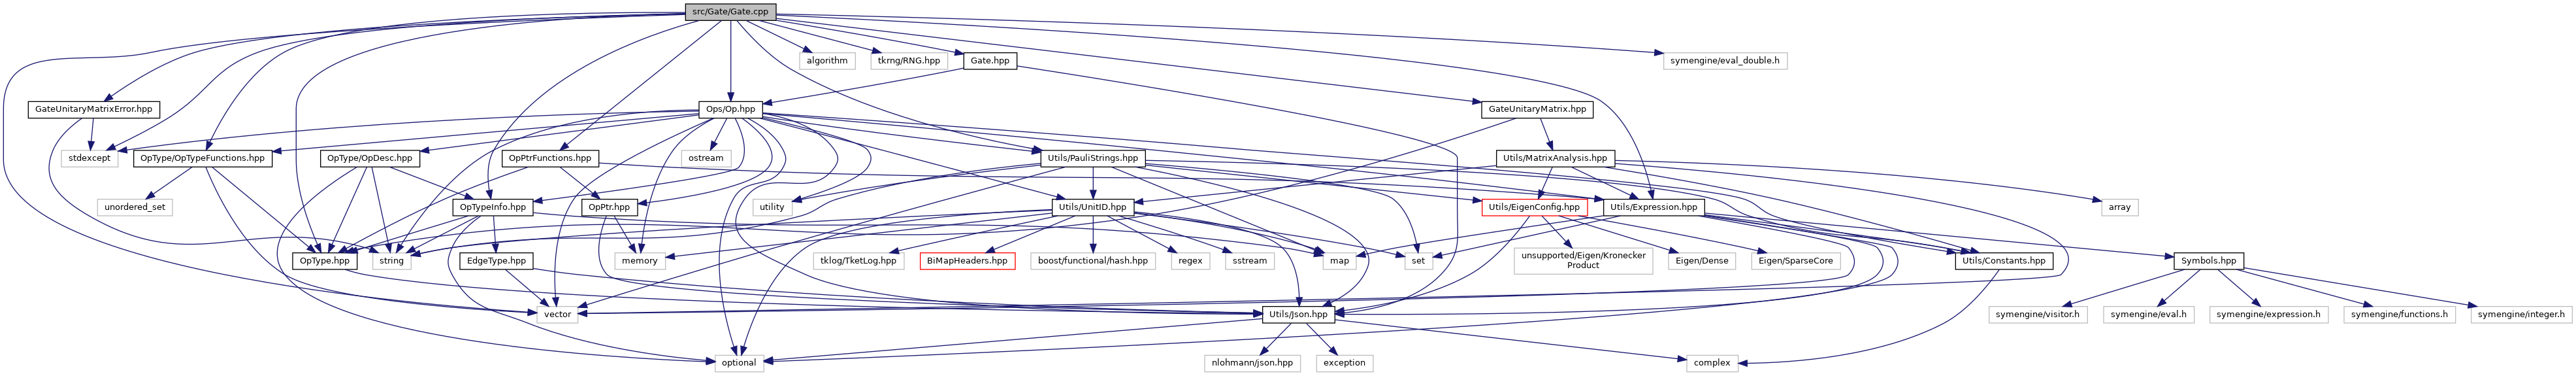 src/Gate/Gate.cpp
algorithm
tkrng/RNG.hpp
Gate.hpp
symengine/eval_double.h
GateUnitaryMatrixError.hpp
Ops/Op.hpp
GateUnitaryMatrix.hpp
stdexcept
OpType/OpTypeFunctions.hpp
OpType/OpDesc.hpp
OpPtrFunctions.hpp
ostream
Utils/PauliStrings.hpp
Utils/MatrixAnalysis.hpp
unordered_set
OpTypeInfo.hpp
OpPtr.hpp
utility
Utils/UnitID.hpp
Utils/EigenConfig.hpp
Utils/Expression.hpp
array
OpType.hpp
string
EdgeType.hpp
memory
tklog/TketLog.hpp
BiMapHeaders.hpp
boost/functional/hash.hpp
regex
sstream
map
set
unsupported/Eigen/Kronecker
Product
Eigen/Dense
Eigen/SparseCore
Utils/Constants.hpp
Symbols.hpp
vector
Utils/Json.hpp
symengine/visitor.h
symengine/eval.h
symengine/expression.h
symengine/functions.h
symengine/integer.h
optional
nlohmann/json.hpp
exception
complex